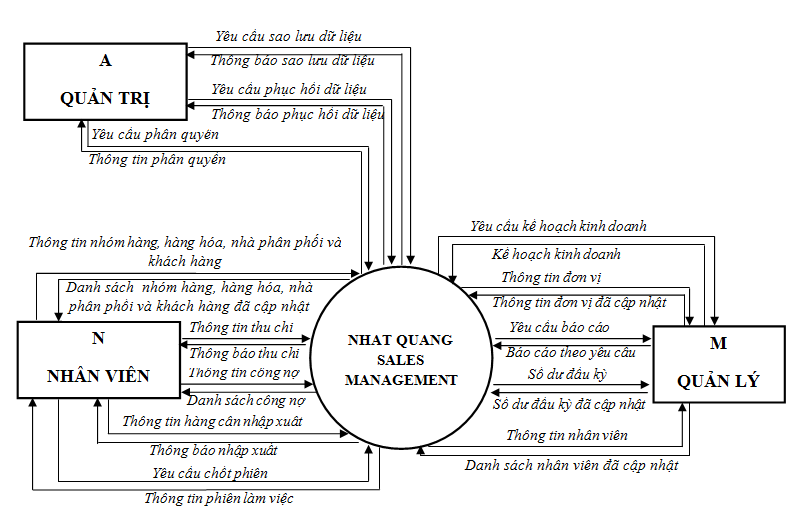 Yêu cầu sao lưu dữ liệu
Thông báo sao lưu dữ liệu
A
QUẢN TRỊ
Yêu cầu phục hồi dữ liệu
Thông báo phục hồi dữ liệu
Yêu cầu phân quyền
Thông tin phân quyền
Thông tin nhóm hàng, hàng hóa, nhà phân phối và
khách hàng
Danh sách nhóm hàng, hàng hóa, nhà
phân phối và khách hàng đã cập nhật
N
NHÂN VIÊN
Thông tin thu chi
Thông báo thu chi
Thông tin công nợ
Danh sách công nợ
Thông tin hàng cần nhập xuất
Thông báo nhập xuất
Yêu cầu chốt phiên
Thông tin phiên làm việc
NHAT QUANG
SALES
MANAGEMENT
Yêu cầu kế hoạch kinh doanh
Kế hoạch kinh doanh
Thông tin đơn vị
Thông tin đơn vị đã cập nhật
Yêu cầu báo cáo
Báo cáo theo yêu cầu
Số dư đầu kỳ
Số dư đầu kỳ đã cập nhật
M
QUẢN LÝ
Thông tin nhân viên
Danh sách nhân viên đã cập nhật